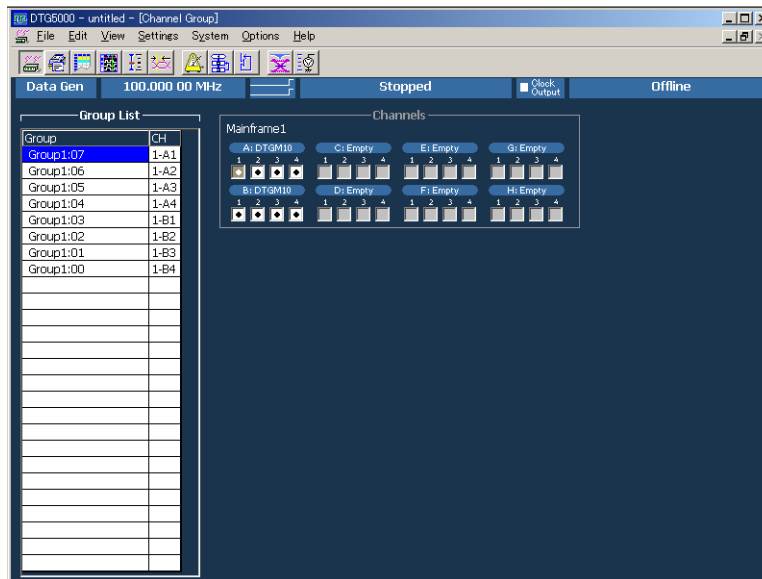 DTG5000 - untitled - [Channel Group]
File Edit View Settings System Options Help
Data Gen 100.000 00 MHz Stopped Clock Output Offline
Group List
Group CH
Group1:07 1-A1
Group1:06 1-A2
Group1:05 1-A3
Group1:04 1-A4
Group1:03 1-B1
Group1:02 1-B2
Group1:01 1-B3
Group1:00 1-B4
Channels
Mainframe1
A: DTGM10 C: Empty E: Empty G: Empty
1 2 3 4 1 2 3 4 1 2 3 4 1 2 3 4
B: DTGM10 D: Empty F: Empty H: Empty
1 2 3 4 1 2 3 4 1 2 3 4 1 2 3 4